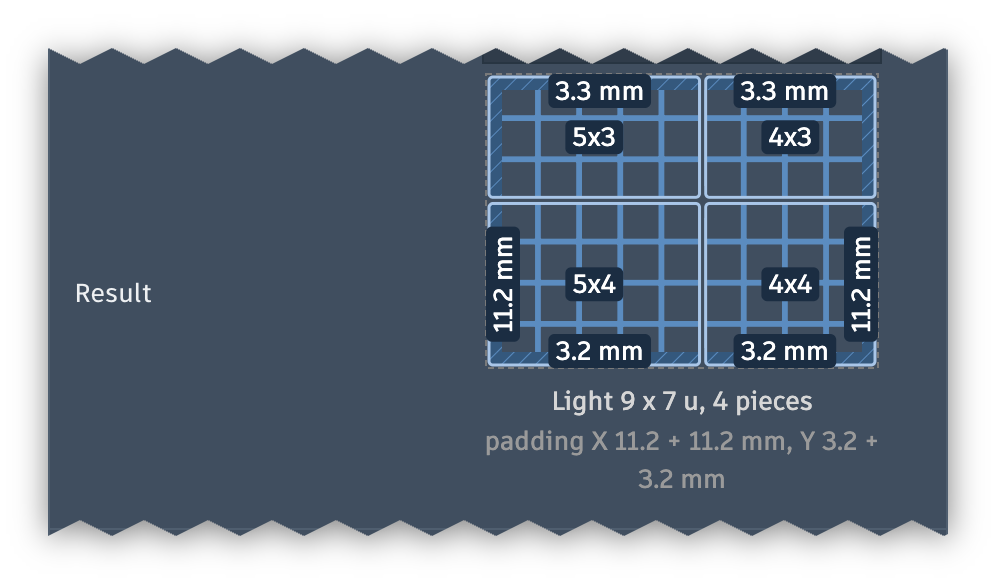 3.3 mm 3.3 mm
5x3 4x3
Result
11.2 mm 5x4 4x4 11.2 mm
3.2 mm 3.2 mm
Light 9 x 7 u, 4 pieces
padding X 11.2 + 11.2 mm, Y 3.2 +
3.2 mm